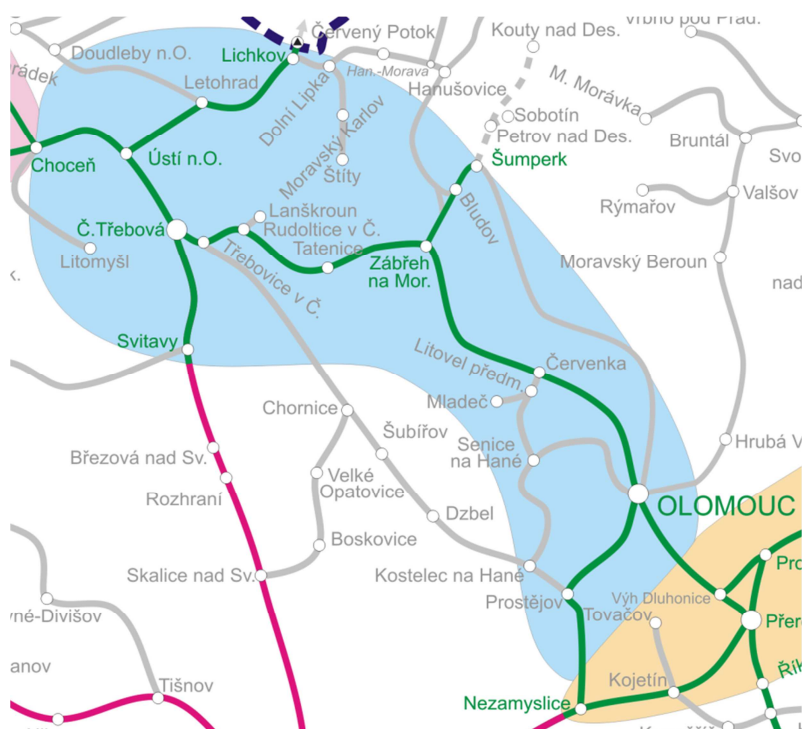 Červený Potok
Kouty nad Des.
Vrbno pod Prad.
Doudleby n.O.
Lichkov
Han.-Morava
Hanušovice
Letohrad
Dolní Lipka
M. Morávka
Sobotín
Petrov nad Des.
Bruntál
Moravský Karlov
Choceň
Ústí n.O.
Štíty
Šumperk
Bludov
Valšov
Rýmařov
Lanškroun
Rudoltice v Č.
Č.Třebová
Tatenice
Třebovice v Č.
Litomyšl
Zábřeh
na Mor.
Moravský Beroun
nad
Svitavy
Litovel předm.
Červenka
Mladeč
Chornice
Šubířov
Senice
na Hané
Hrubá V
Březová nad Sv.
Velké
Opatovice
Rozhraní
OLOMOUC
Dzbel
Boskovice
Skalice nad Sv.
Kostelec na Hané
Prostějov
Výh Dluhonice
Tovačov
Kojetín
Nezamyslice
Tišnov